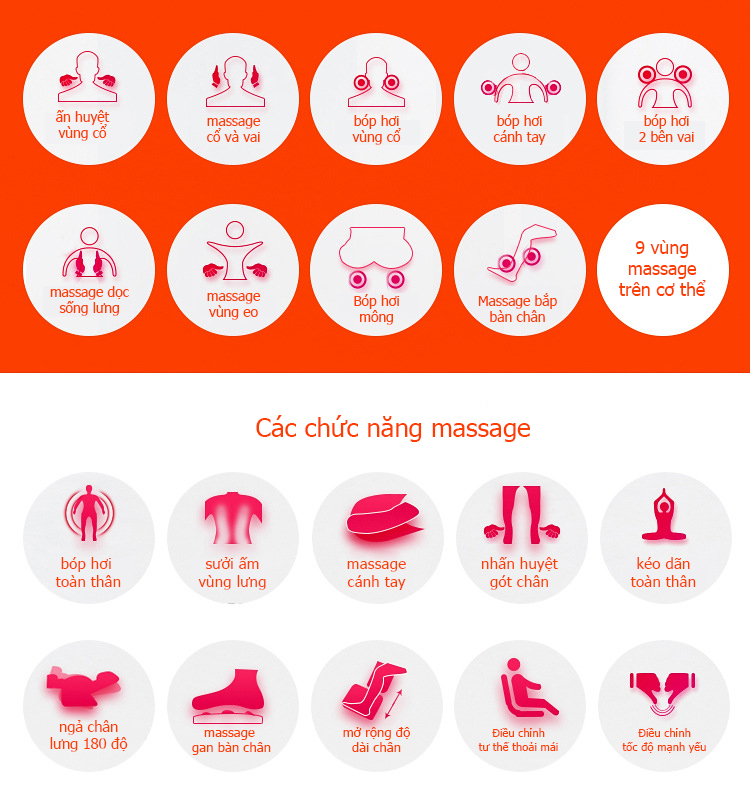 ấn huyệt
vùng cổ
massage
cổ và vai
bóp hơi
vùng cổ
bóp hơi
cánh tay
bóp hơi
2 bên vai
massage dọc
sống lưng
massage
vùng eo
Bóp hơi
mông
Massage bắp
bàn chân
9 vùng
massage
trên cơ thể
Các chức năng massage
bóp hơi
toàn thân
sưởi ấm
vùng lưng
massage
cánh tay
nhấn huyệt
gót chân
kéo dãn
toàn thân
ngả chân
lưng 180 độ
massage
gan bàn chân
mở rộng độ
dài chân
Điều chỉnh
tư thế thoải mái
Điều chỉnh
tốc độ mạnh yếu